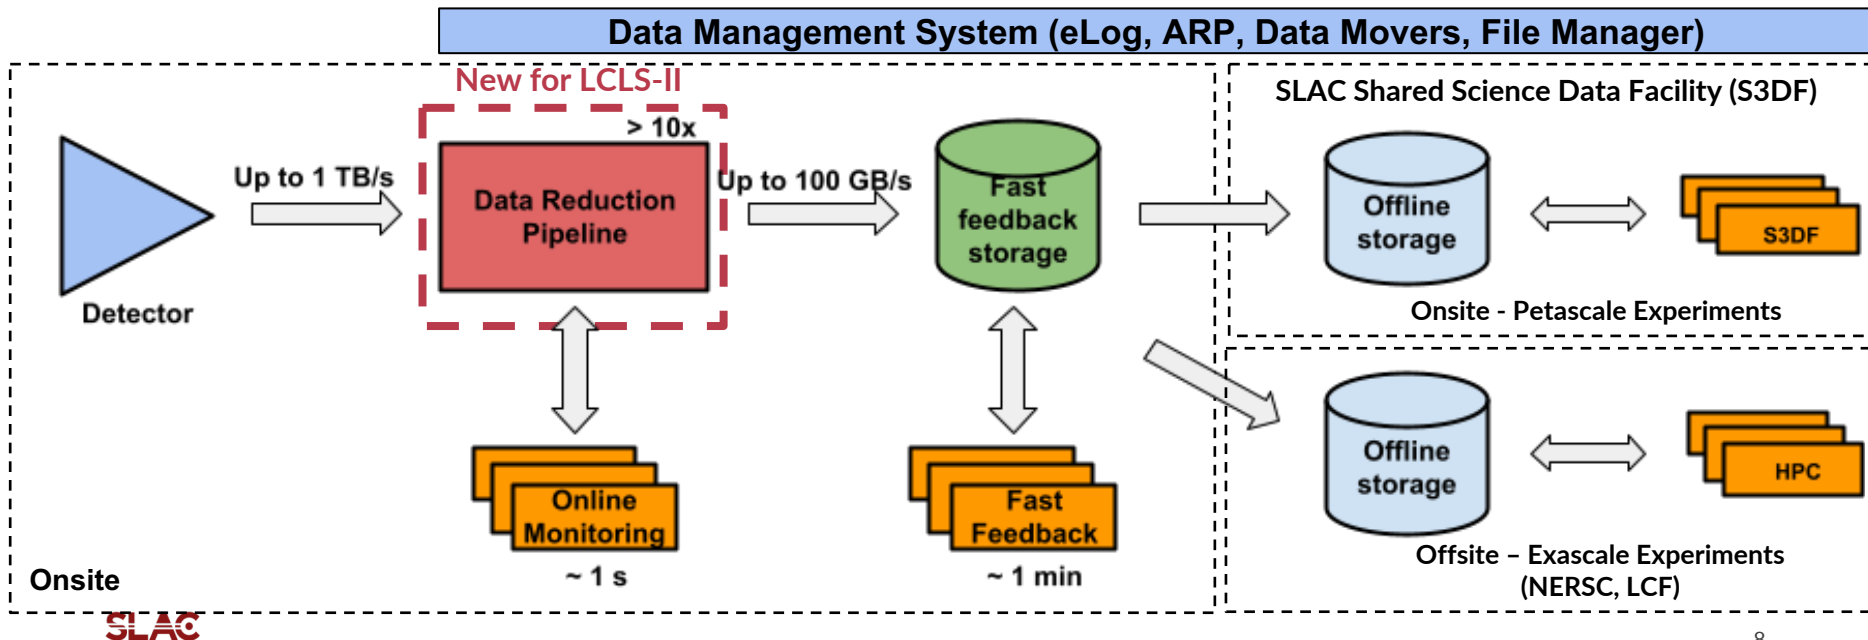 Data Management System (eLog, ARP, Data Movers, File Manager)
New for LCLS-II
> 10x
SLAC Shared Science Data Facility (S3DF)
Up to 1 TB/s
Data Reduction
Pipeline
Up to 100 GB/s
Fast
feedback
storage
Offline
storage
S3DF
Detector
Onsite - Petascale Experiments
Online
Monitoring
~ 1 s
Fast
Feedback
~ 1 min
Offline
storage
HPC
Offsite – Exascale Experiments
(NERSC, LCF)
Onsite
SLAC
8